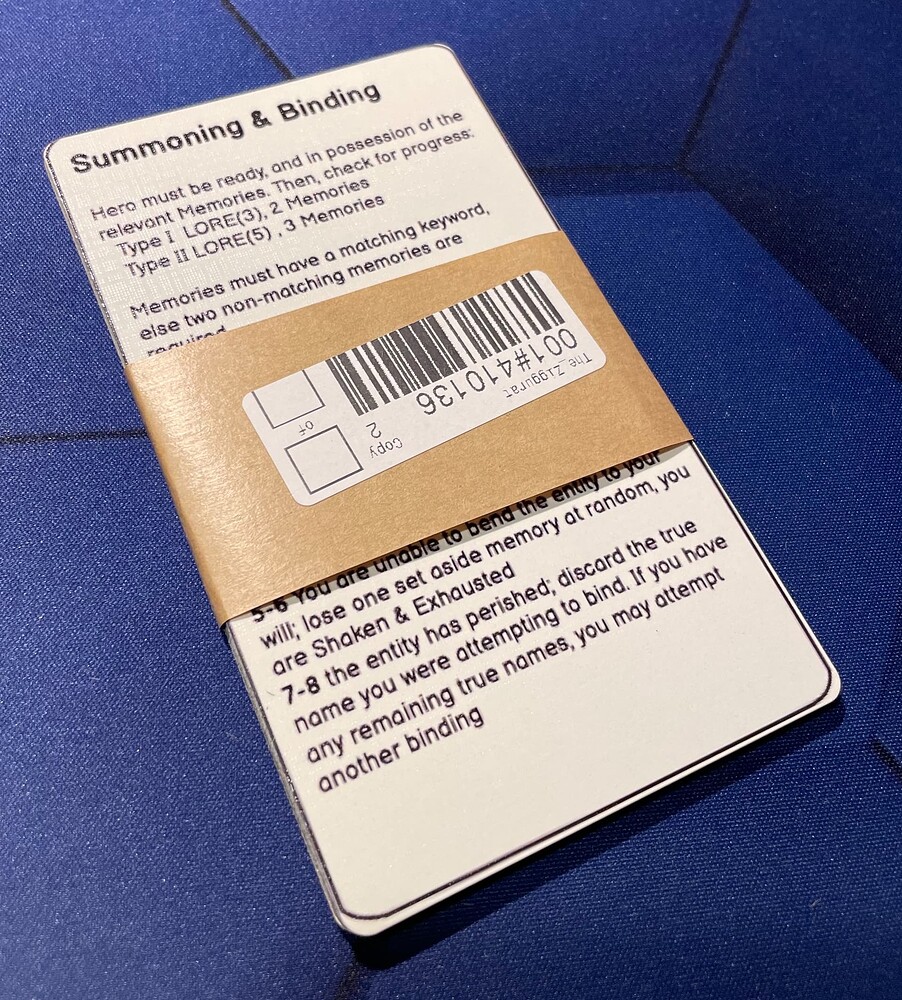 Summoning & Binding
Hero must be ready, and in possession of the
relevant Memories. Then, check for progress:
Type I LORE(3), 2 Memories
Type II LORE(5) , 3 Memories
Memories must have a matching keyword,
else two non-matching memories are
required
The_Ziggurat
001#410136
Copy
2
of
5-6 You are unable to bend the entity to your
will; lose one set aside memory at random, you
are Shaken & Exhausted
7-8 the entity has perished; discard the true
name you were attempting to bind. If you have
any remaining true names, you may attempt
another binding